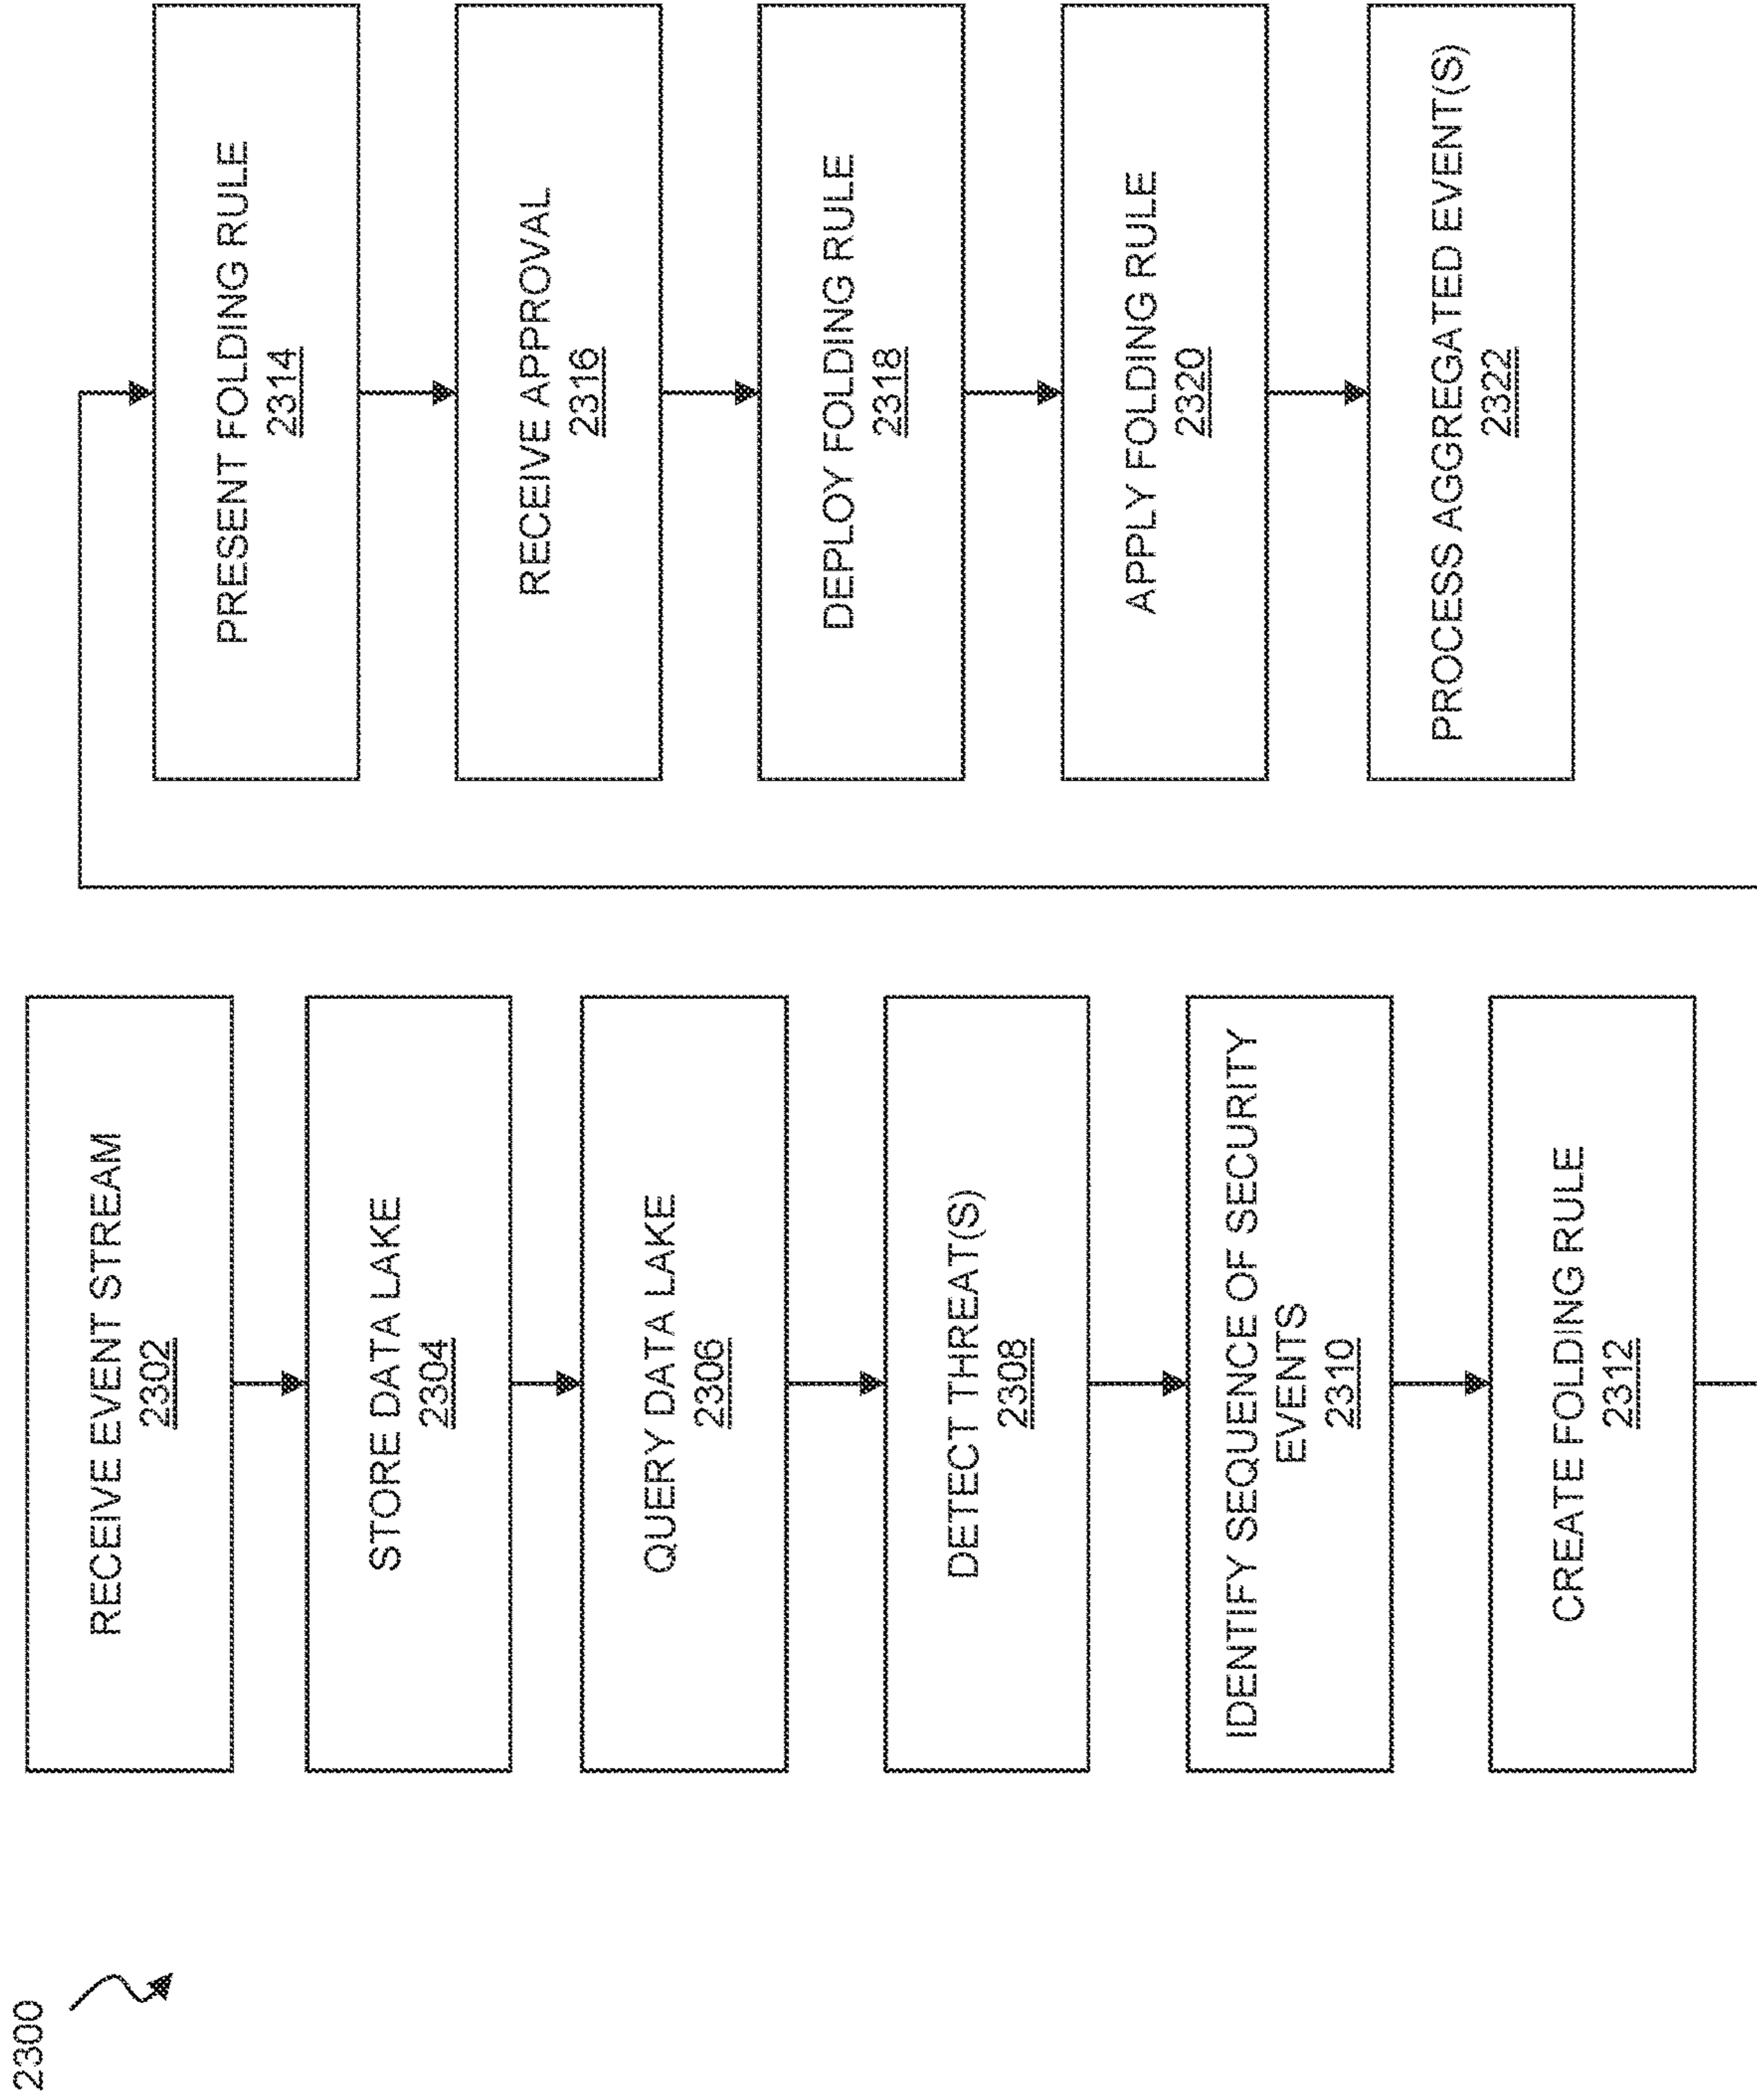 2300
RECEIVE EVENT STREAM
2302
STORE DATA LAKE
2304
QUERY DATA LAKE
2306
DETECT THREAT(S)
2308
IDENTIFY SEQUENCE OF SECURITY
EVENTS
2310
CREATE FOLDING RULE
2312
PRESENT FOLDING RULE
2314
RECEIVE APPROVAL
2316
DEPLOY FOLDING RULE
2318
APPLY FOLDING RULE
2320
PROCESS AGGREGATED EVENT(S)
2322